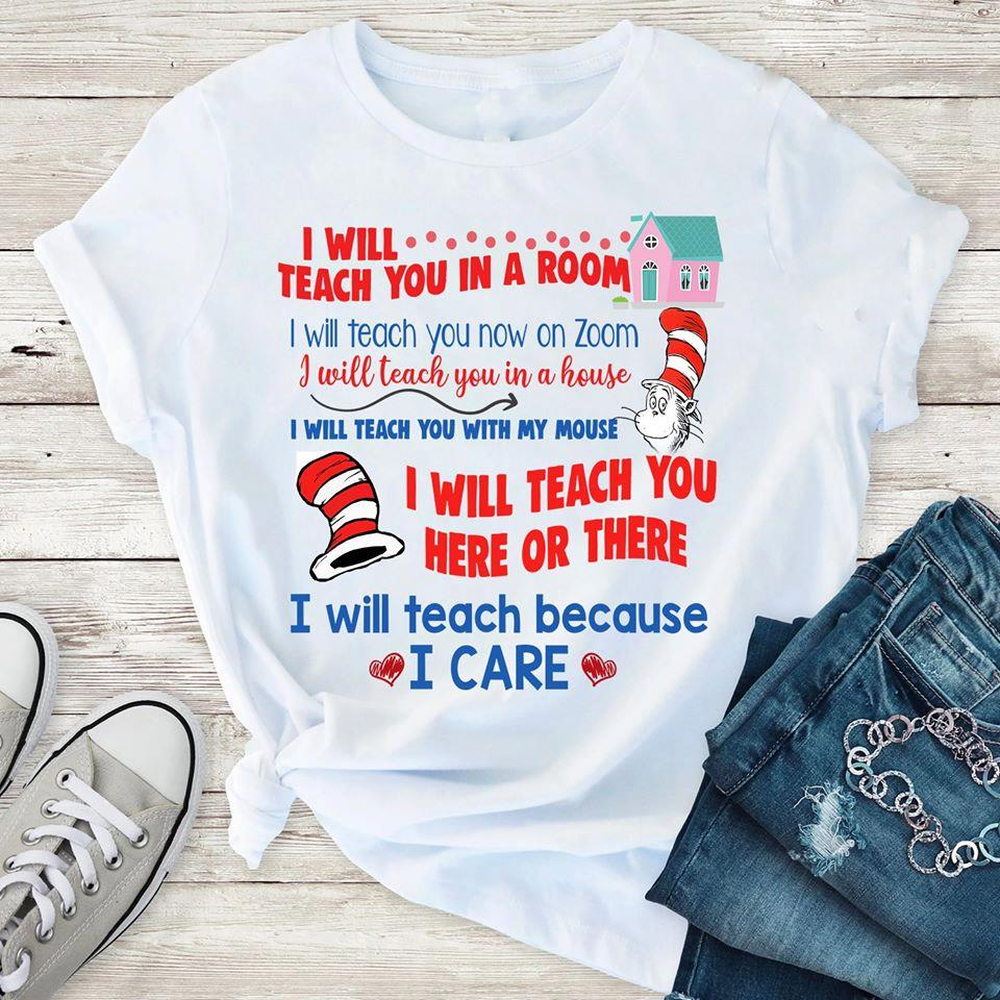 I WILL
TEACH YOU IN A ROOM
I will teach you now on Zoom
I will teach you in a house
I WILL TEACH YOU WITH MY MOUSE
I WILL TEACH YOU
HERE OR THERE
I will teach because
I CARE